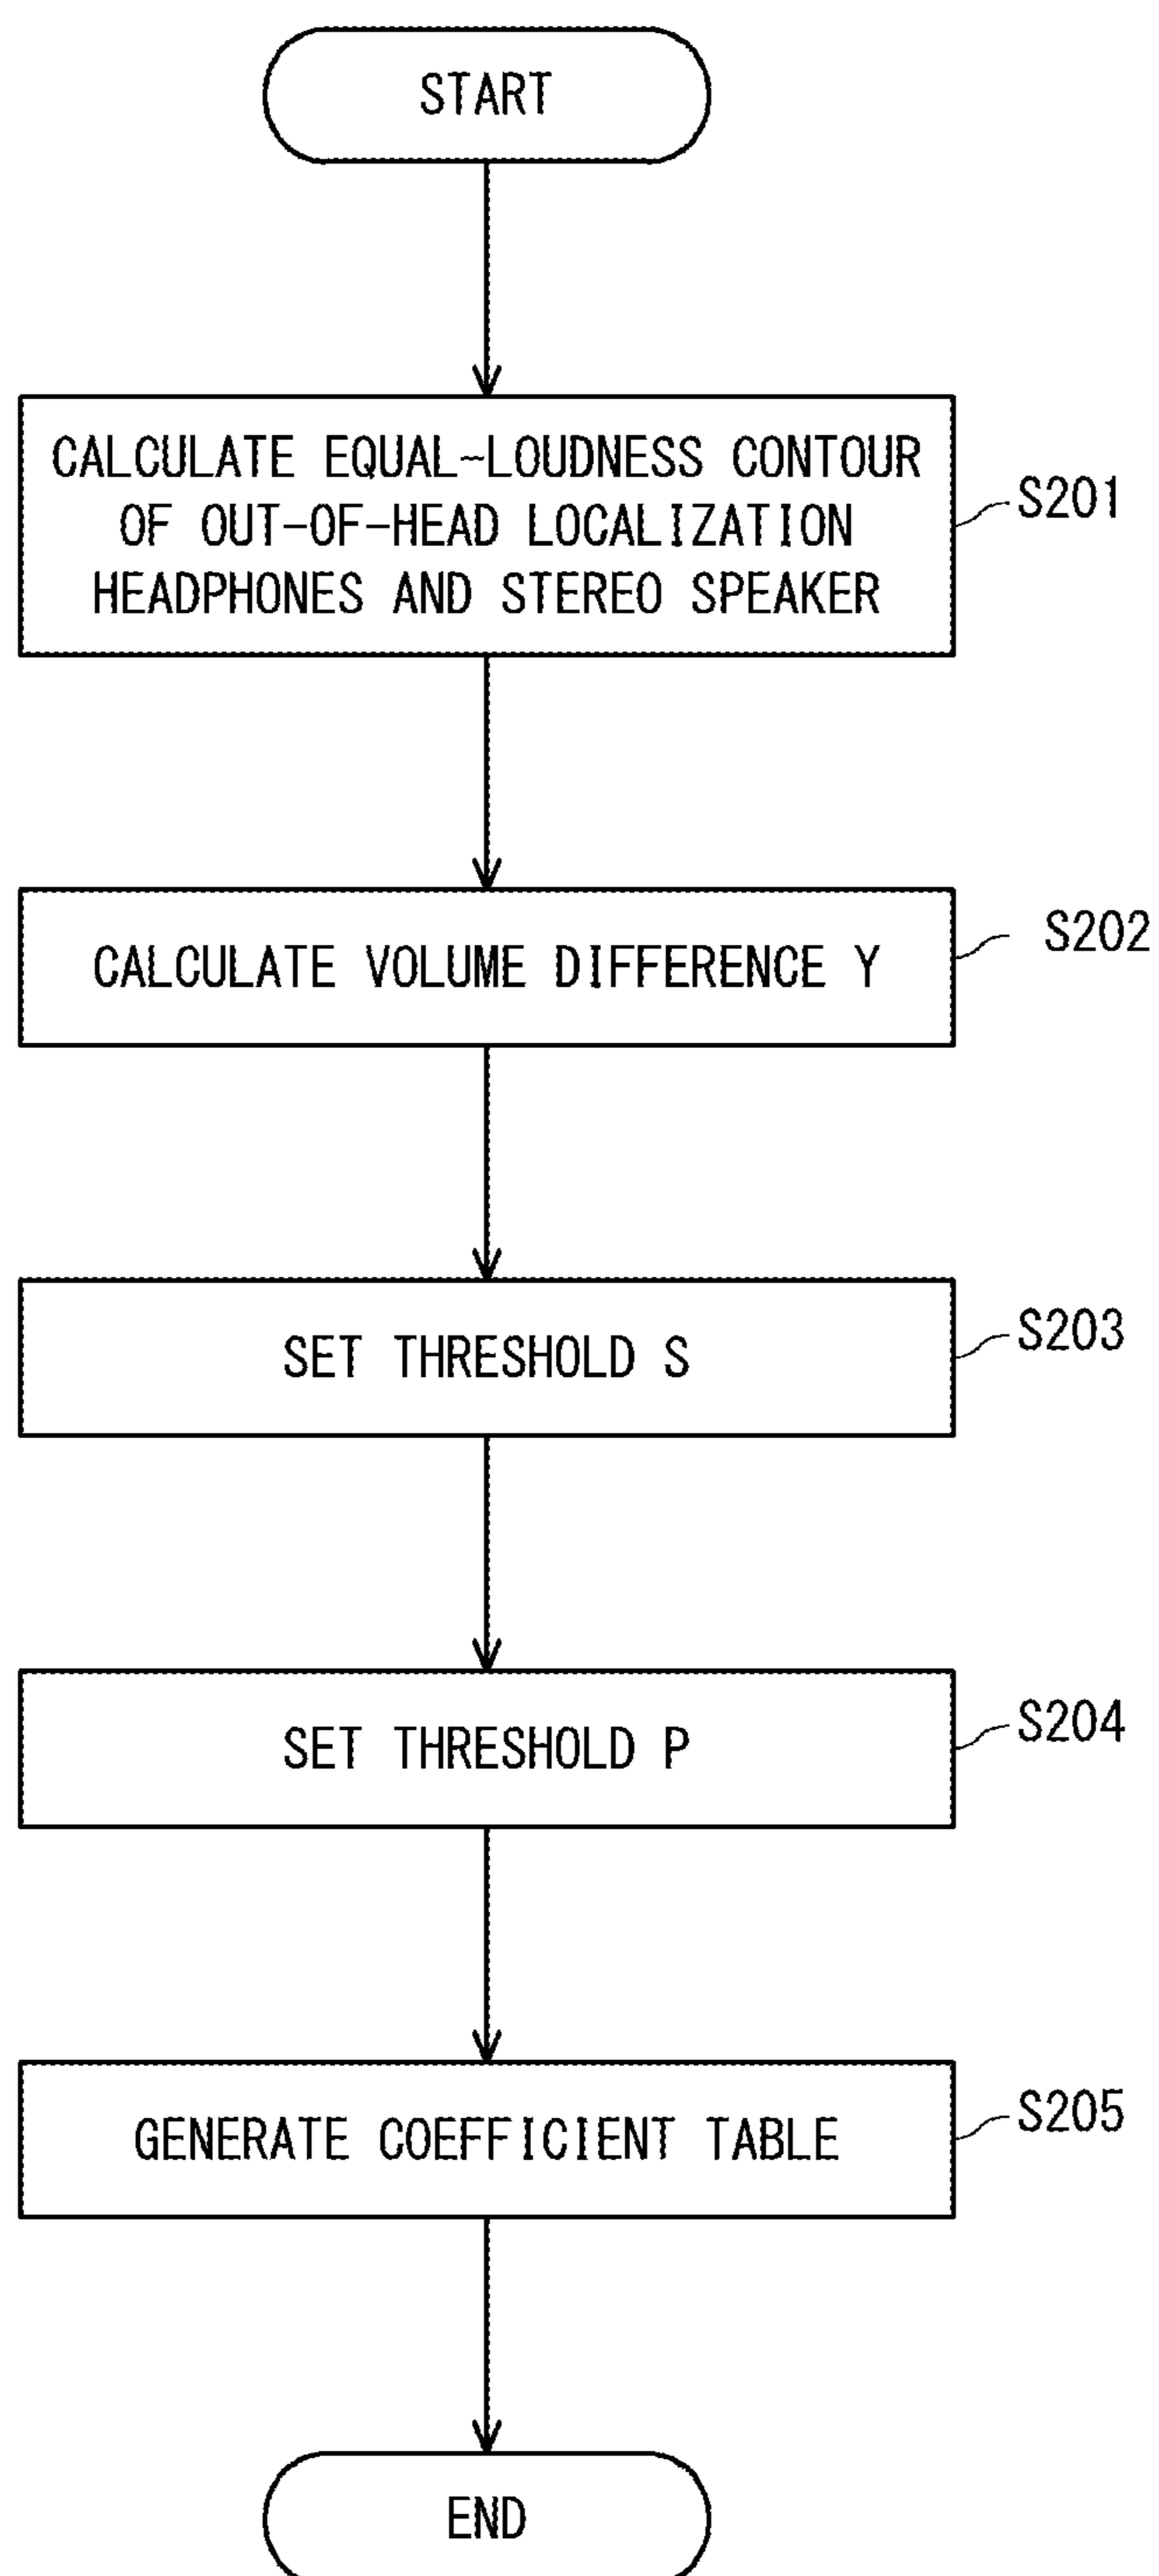 START
CALCULATE EQUAL-LOUDNESS CONTOUR
OF OUT-OF-HEAD LOCALIZATION
HEADPHONES AND STEREO SPEAKER
S201
CALCULATE VOLUME DIFFERENCE Y
S202
SET THRESHOLD S
S203
SET THRESHOLD P
S204
GENERATE COEFFICIENT TABLE
S205
END